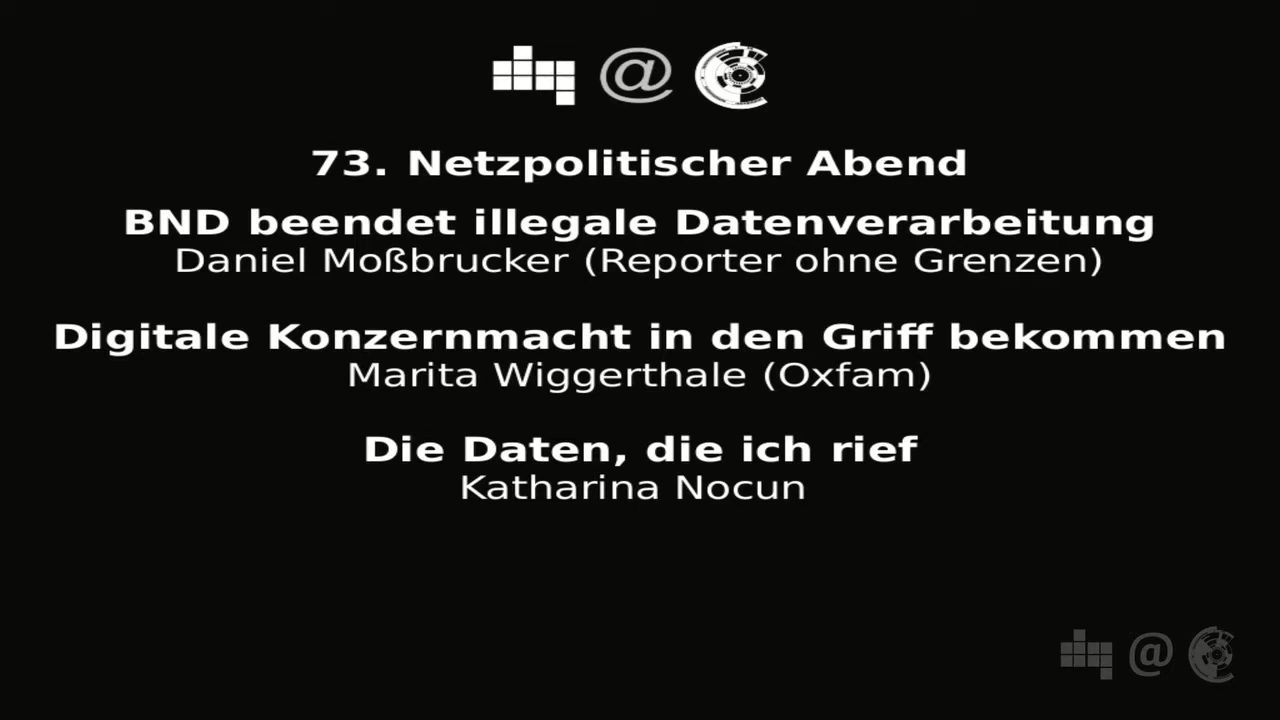 @
73. Netzpolitischer Abend
BND beendet illegale Datenverarbeitung
Daniel Moßbrucker (Reporter ohne Grenzen)
Digitale Konzernmacht in den Griff bekommen
Marita Wiggerthale (Oxfam)
Die Daten, die ich rief
Katharina Nocun
@